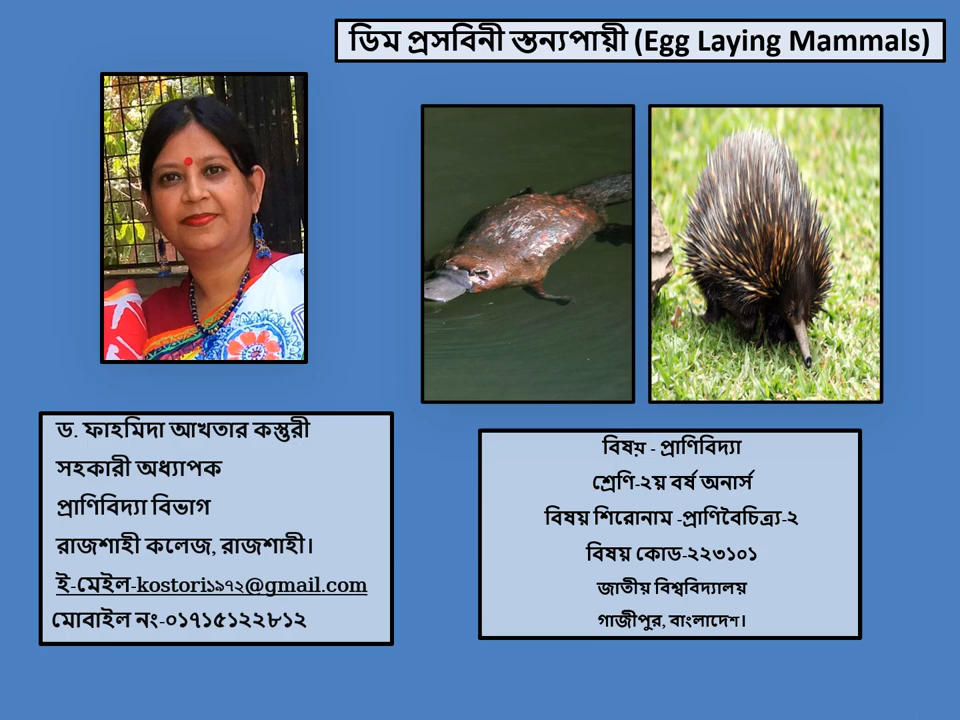 ডিম প্রসবিনী স্তন্যপায়ী (Egg Laying Mammals)
ড. ফাহমিদা আখতার কস্তুরী
সহকারী অধ্যাপক
প্রাণিবিদ্যা বিভাগ
রাজশাহী কলেজ, রাজশাহী।
ই-মেইল-kostori১৯৭২@gmail.com
মোবাইল নং-০১৭১৫১২২৮১২
বিষয় - প্রাণিবিদ্যা
শ্রেণি-২য় বর্ষ অনার্স
বিষয় শিরোনাম -প্রাণিবৈচিত্র্য-২
বিষয় কোড-২২৩১০১
জাতীয় বিশ্ববিদ্যালয়
গাজীপুর, বাংলাদেশ।